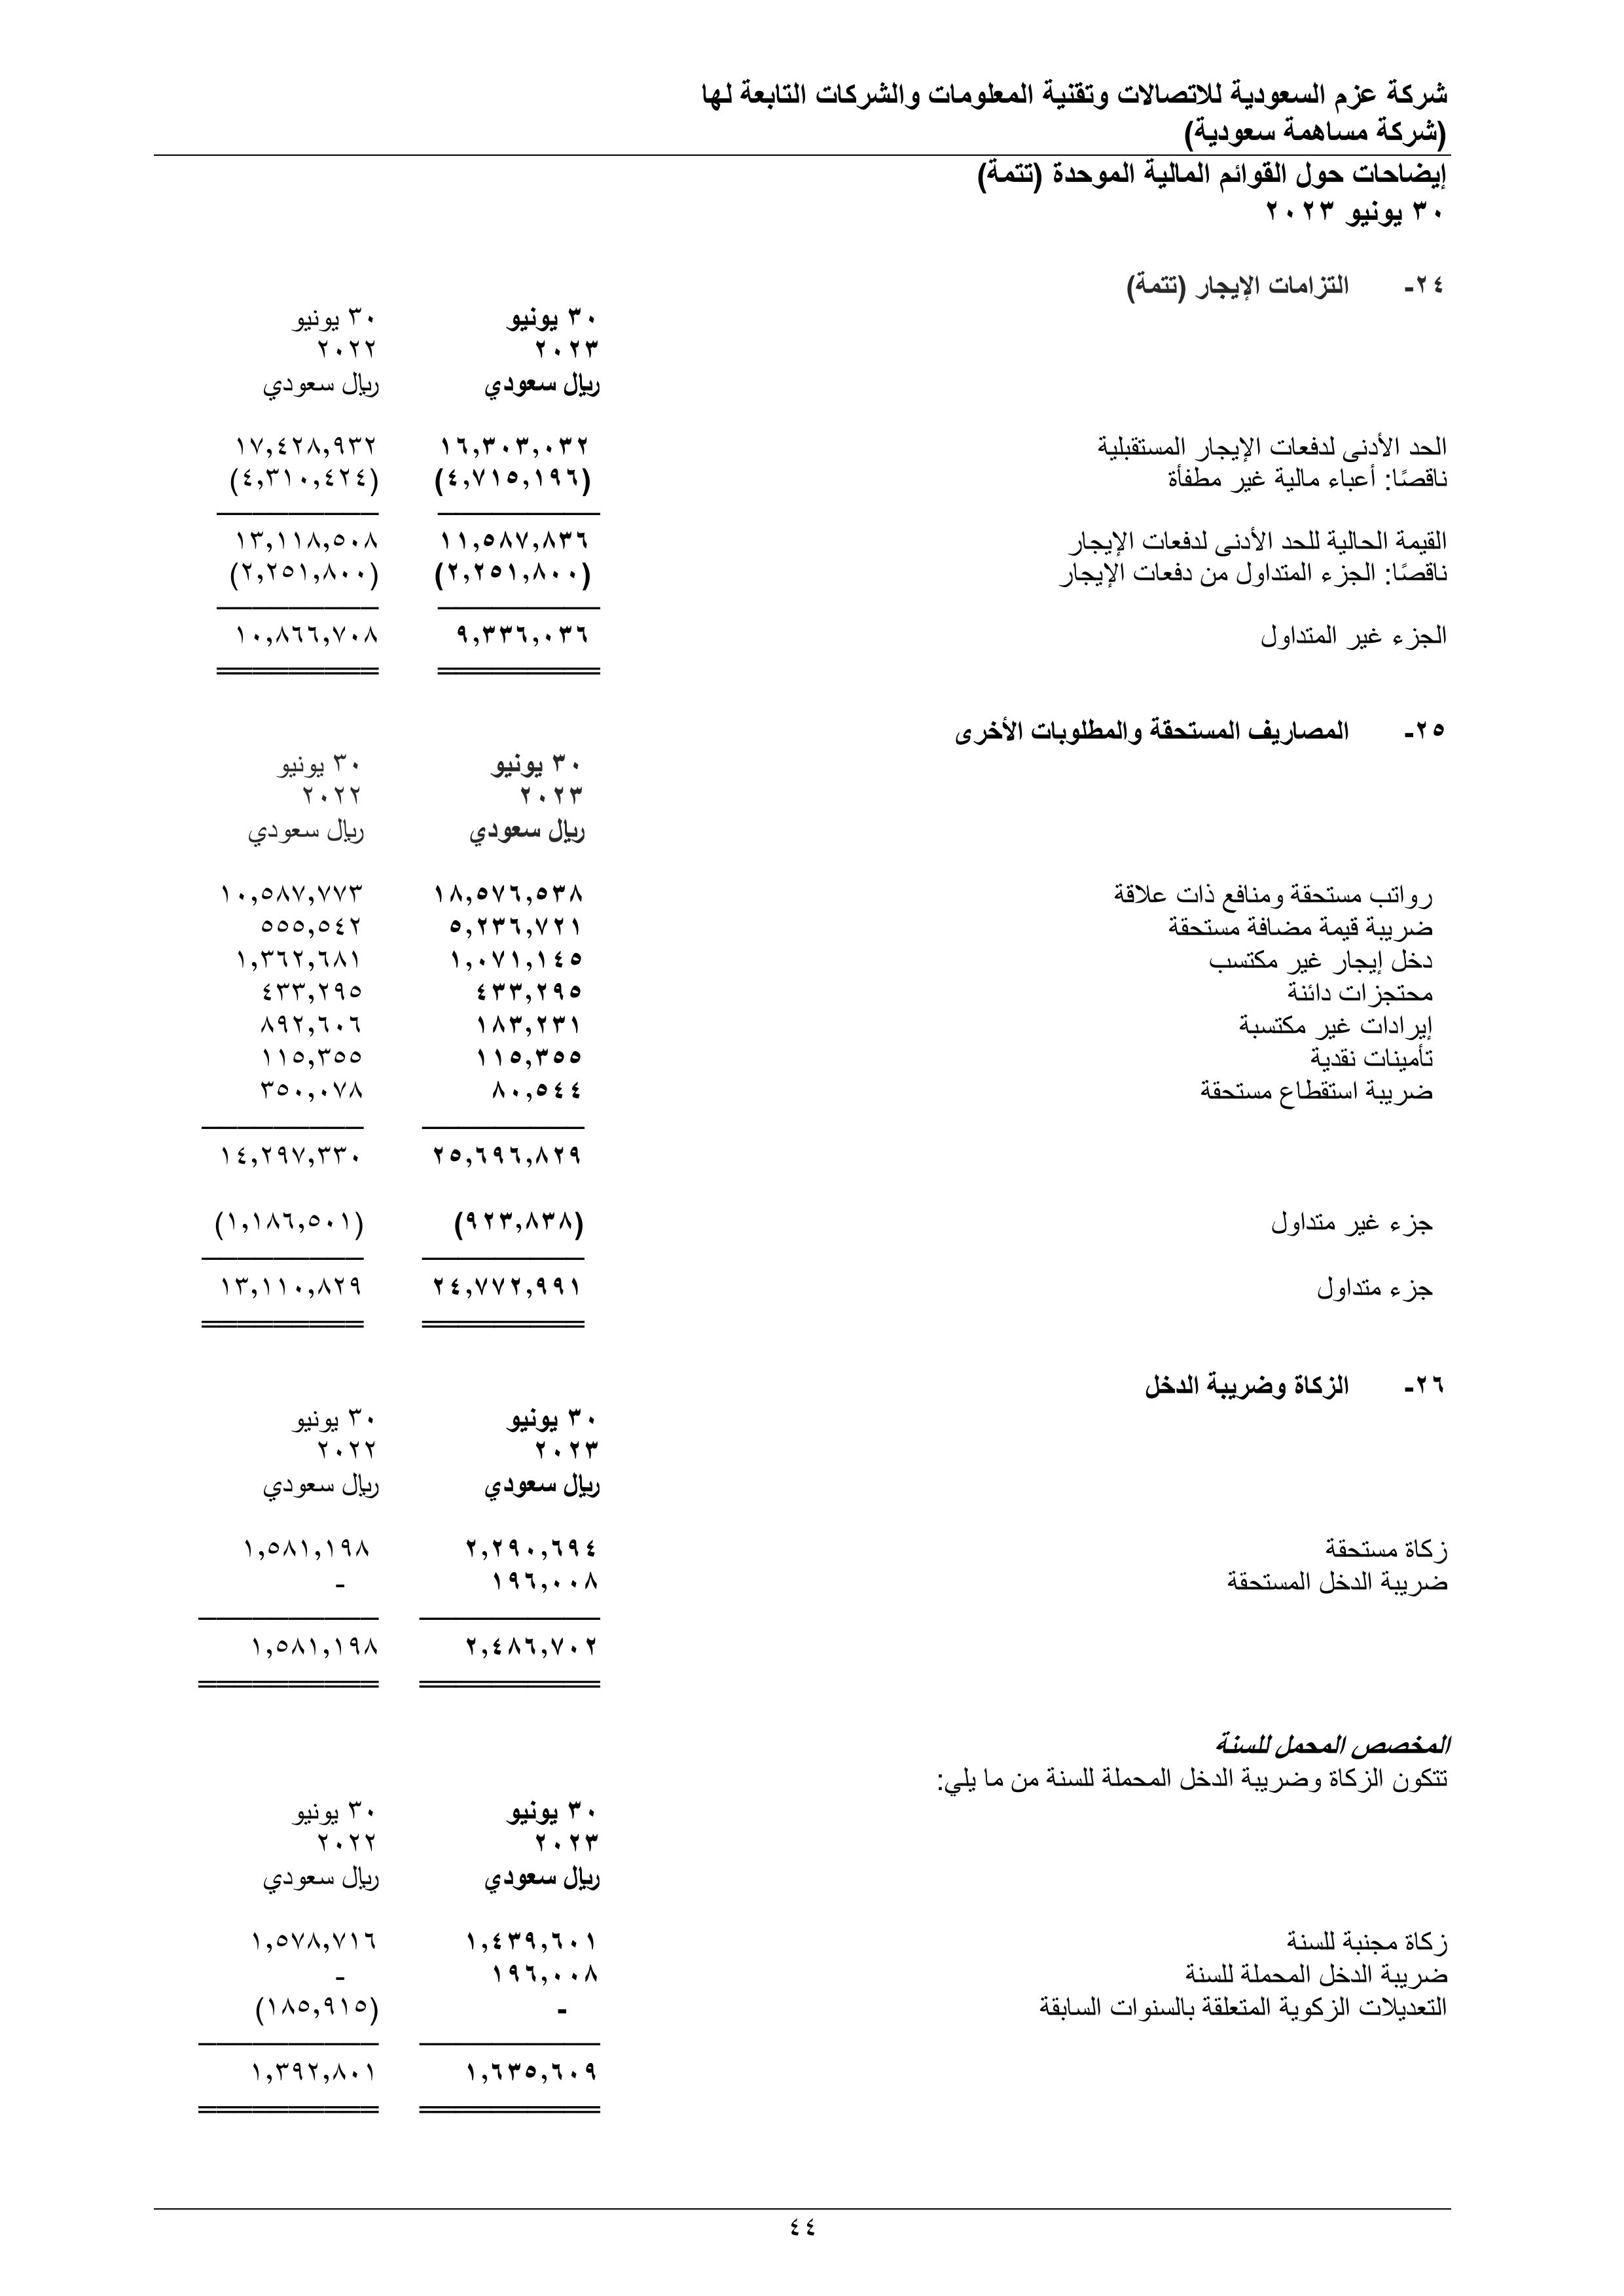 شركة عزم السعودية للاتصالات وتقنية المعلومات والشركات التابعة لها
(شركة مساهمة سعودية)
إيضاحات حول القوائم المالية الموحدة (تتمة)
٣٠ يونيو ٢٠٢٣
٢٤- التزامات الإيجار (تتمة)
٣٠ يونيو ٣٠ يونيو
٢٠٢٣ ٢٠٢٢
ريال سعودي ريال سعودي
الحد الأدنى لدفعات الإيجار المستقبلية ١٦,٣٠٣,٠٣٢ ١٧,٤٢٨,٩٣٢
ناقصًا: أعباء مالية غير مطفأة (٤,٧١٥,١٩٦) (٤,٣١٠,٤٢٤)
القيمة الحالية للحد الأدنى لدفعات الإيجار ١١,٥٨٧,٨٣٦ ١٣,١١٨,٥٠٨
ناقصًا: الجزء المتداول من دفعات الإيجار (٢,٢٥١,٨٠٠) (٢,٢٥١,٨٠٠)
الجزء غير المتداول ٩,٣٣٦,٠٣٦ ١٠,٨٦٦,٧٠٨
٢٥- المصاريف المستحقة والمطلوبات الأخرى
٣٠ يونيو ٣٠ يونيو
٢٠٢٣ ٢٠٢٢
ريال سعودي ريال سعودي
رواتب مستحقة ومنافع ذات علاقة ١٨,٥٧٦,٥٣٨ ١٠,٥٨٧,٧٧٣
ضريبة قيمة مضافة مستحقة ٥,٢٣٦,٧٢١ ٥٥٥,٥٤٢
دخل إيجار غير مكتسب ١,٠٧١,١٤٥ ١,٣٦٢,٦٨١
محتجزات دائنة ٤٣٣,٢٩٥ ٤٣٣,٢٩٥
إيرادات غير مكتسبة ١٨٣,٢٣١ ٨٩٢,٦٠٦
تأمينات نقدية ١١٥,٣٥٥ ١١٥,٣٥٥
ضريبة استقطاع مستحقة ٨٠,٥٤٤ ٣٥٠,٠٧٨
٢٥,٦٩٦,٨٢٩ ١٤,٢٩٧,٣٣٠
جزء غير متداول (٩٢٣,٨٣٨) (١,١٨٦,٥٠١)
جزء متداول ٢٤,٧٧٢,٩٩١ ١٣,١١٠,٨٢٩
٢٦- الزكاة وضريبة الدخل
٣٠ يونيو ٣٠ يونيو
٢٠٢٣ ٢٠٢٢
ريال سعودي ريال سعودي
زكاة مستحقة ٢,٢٩٠,٦٩٤ ١,٥٨١,١٩٨
ضريبة الدخل المستحقة ١٩٦,٠٠٨ -
٢,٤٨٦,٧٠٢ ١,٥٨١,١٩٨
المخصص المحمل للسنة
تتكون الزكاة وضريبة الدخل المحملة للسنة من ما يلي:
٣٠ يونيو ٣٠ يونيو
٢٠٢٣ ٢٠٢٢
ريال سعودي ريال سعودي
زكاة مجنبة للسنة ١,٤٣٩,٦٠١ ١,٥٧٨,٧١٦
ضريبة الدخل المحملة للسنة ١٩٦,٠٠٨ -
التعديلات الزكوية المتعلقة بالسنوات السابقة - (١٨٥,٩١٥)
١,٦٣٥,٦٠٩ ١,٣٩٢,٨٠١
٤٤